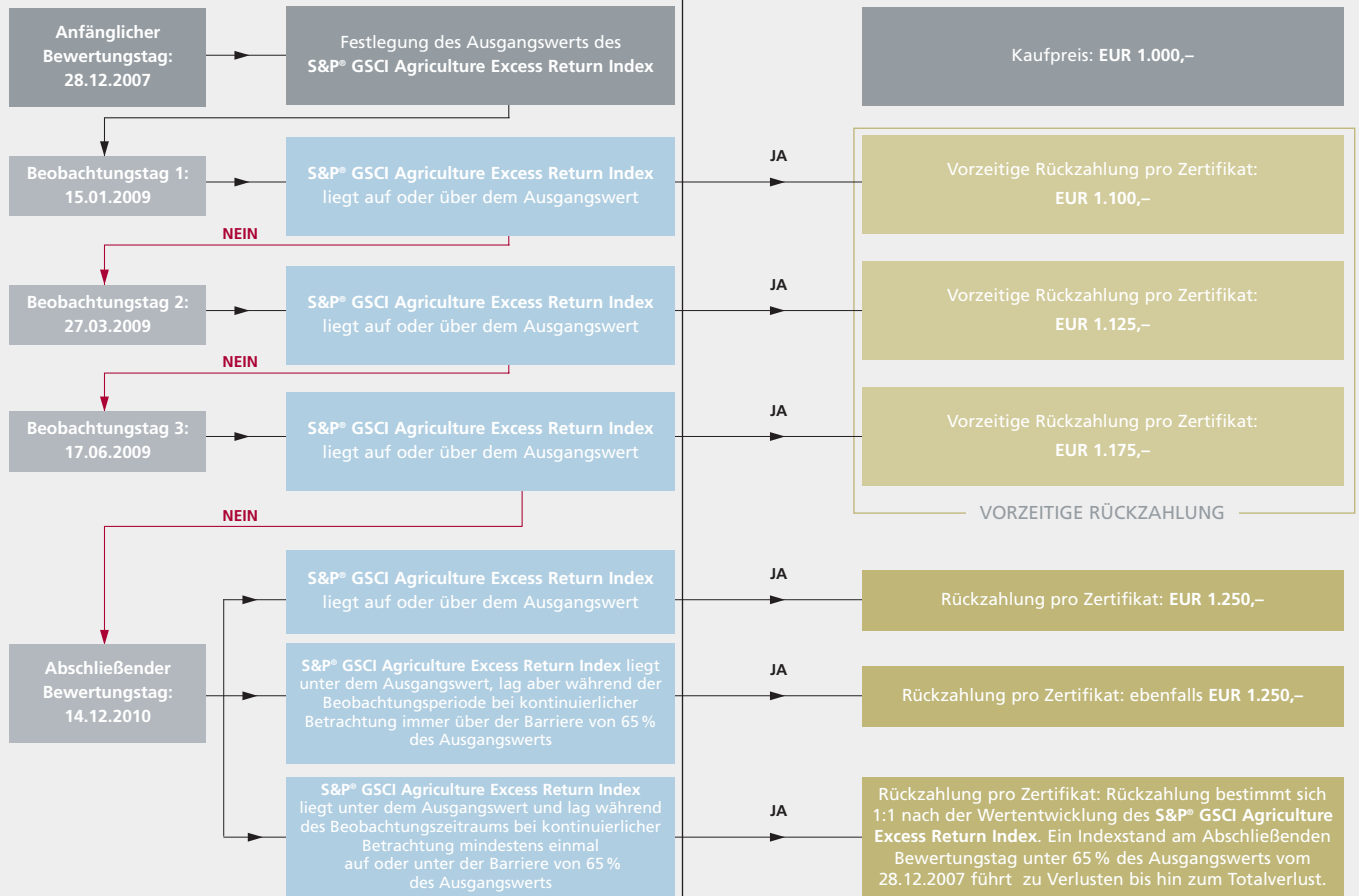 Anfänglicher
Bewertungstag:
28.12.2007
Festlegung des Ausgangswerts des
S&P® GSCI Agriculture Excess Return Index
Kaufpreis: EUR 1.000,–
Beobachtungstag 1:
15.01.2009
S&P® GSCI Agriculture Excess Return Index
liegt auf oder über dem Ausgangswert
JA
Vorzeitige Rückzahlung pro Zertifikat:
EUR 1.100,–
NEIN
Beobachtungstag 2:
27.03.2009
S&P® GSCI Agriculture Excess Return Index
liegt auf oder über dem Ausgangswert
JA
Vorzeitige Rückzahlung pro Zertifikat:
EUR 1.125,–
NEIN
Beobachtungstag 3:
17.06.2009
S&P® GSCI Agriculture Excess Return Index
liegt auf oder über dem Ausgangswert
JA
Vorzeitige Rückzahlung pro Zertifikat:
EUR 1.175,–
VORZEITIGE RÜCKZAHLUNG
NEIN
Abschließender
Bewertungstag:
14.12.2010
S&P® GSCI Agriculture Excess Return Index
liegt auf oder über dem Ausgangswert
JA
Rückzahlung pro Zertifikat: EUR 1.250,–
S&P® GSCI Agriculture Excess Return Index liegt
unter dem Ausgangswert, lag aber während der
Beobachtungsperiode bei kontinuierlicher
Betrachtung immer über der Barriere von 65 %
des Ausgangswerts
JA
Rückzahlung pro Zertifikat: ebenfalls EUR 1.250,–
S&P® GSCI Agriculture Excess Return Index
liegt unter dem Ausgangswert und lag während
des Beobachtungszeitraums bei kontinuierlicher
Betrachtung mindestens einmal
auf oder unter der Barriere von 65 %
des Ausgangswerts
JA
Rückzahlung pro Zertifikat: Rückzahlung bestimmt sich
1:1 nach der Wertentwicklung des S&P® GSCI Agriculture
Excess Return Index. Ein Indexstand am Abschließenden
Bewertungstag unter 65 % des Ausgangswerts vom
28.12.2007 führt zu Verlusten bis hin zum Totalverlust.